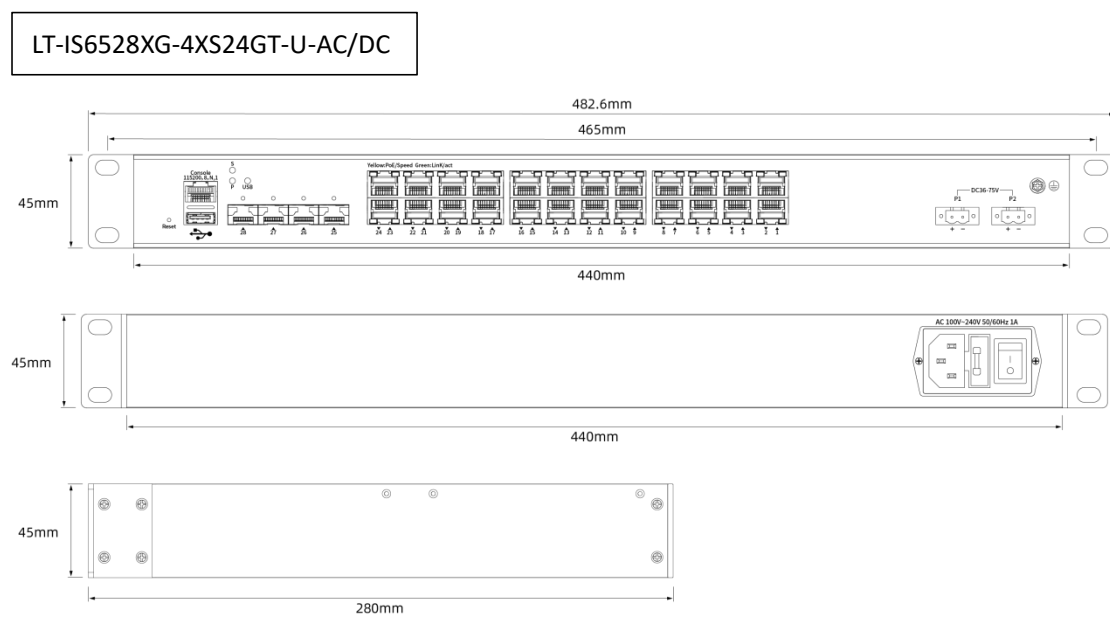 LT-IS6528XG-4XS24GT-U-AC/DC
482.6mm
465mm
45mm
Console
115200,8,N,1
S
P USB
Yellow:PoE/Speed Green:LinK/act
DC36-75V
P1 P2
+ − + −
Reset
28 27 26 25
24 23 22 21 20 19 18 17 16 15 14 13 12 11 10 9 8 7 6 5 4 3 2 1
440mm
45mm
AC 100V~240V 50/60Hz 1A
440mm
45mm
280mm